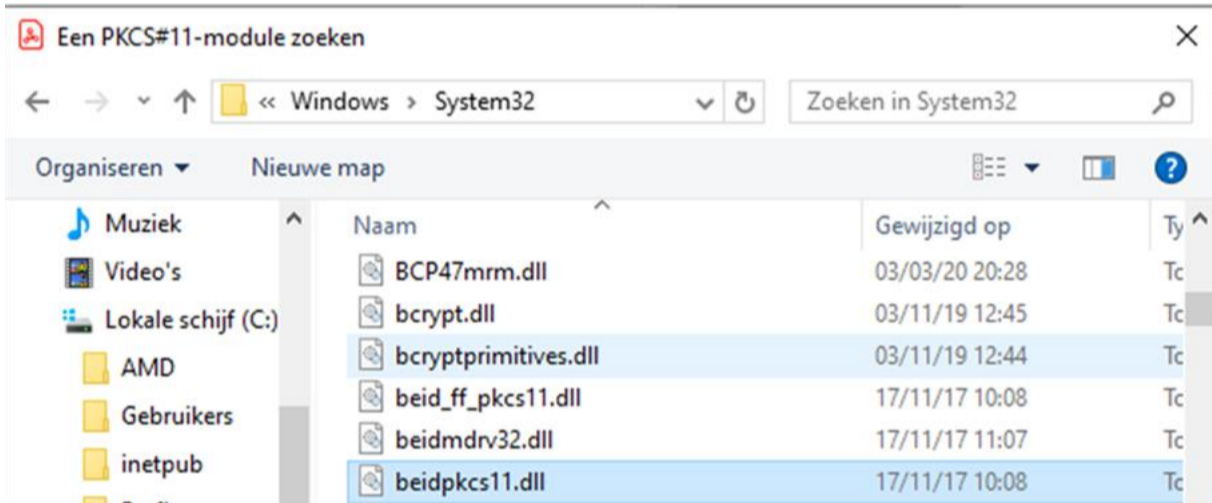 Een PKCS#11-module zoeken
« Windows › System32
Zoeken in System32
Organiseren
Nieuwe map
Muziek
Video's
Lokale schijf (C:)
AMD
Gebruikers
inetpub
Naam Gewijzigd op
BCP47mrm.dll 03/03/20 20:28
bcrypt.dll 03/11/19 12:45
bcryptprimitives.dll 03/11/19 12:44
beid_ff_pkcs11.dll 17/11/17 10:08
beidmdrv32.dll 17/11/17 11:07
beidpkcs11.dll 17/11/17 10:08